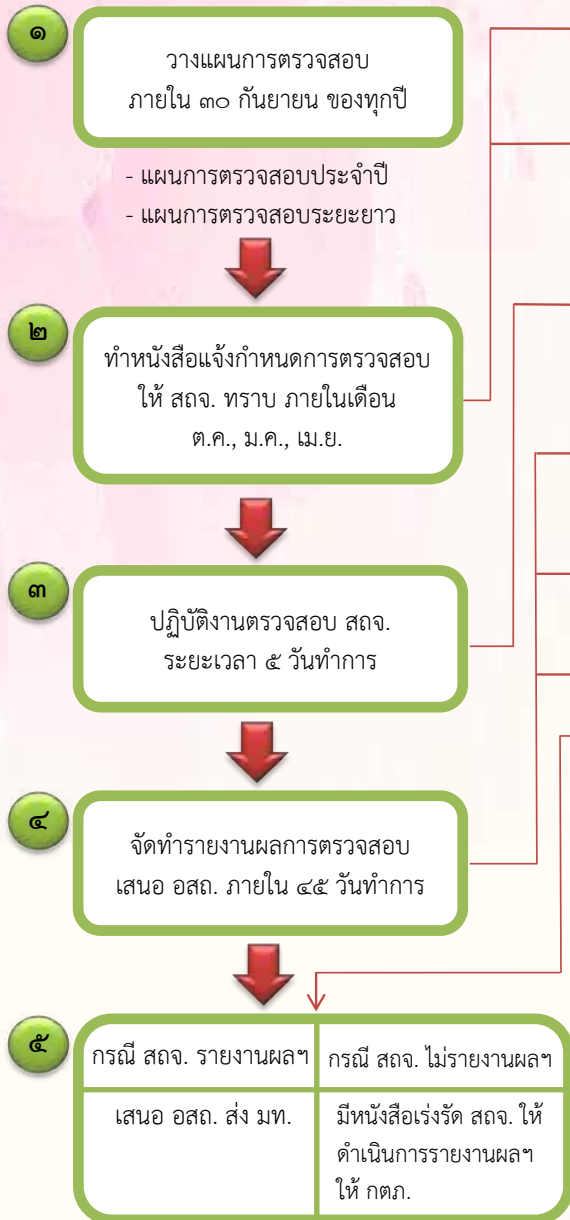 ๑
วางแผนการตรวจสอบ
ภายใน ๓๐ กันยายน ของทุกปี
- แผนการตรวจสอบประจำปี
- แผนการตรวจสอบระยะยาว
๒
ทำหนังสือแจ้งกำหนดการตรวจสอบ
ให้ สถจ. ทราบ ภายในเดือน
ต.ค., ม.ค., เม.ย.
๓
ปฏิบัติงานตรวจสอบ สถจ.
ระยะเวลา ๕ วันทำการ
๔
จัดทำรายงานผลการตรวจสอบ
เสนอ อสถ. ภายใน ๔๕ วันทำการ
๕
กรณี สถจ. รายงานผลฯ
กรณี สถจ. ไม่รายงานผลฯ
เสนอ อสถ. ส่ง มท.
มีหนังสือเร่งรัด สถจ. ให้
ดำเนินการรายงานผลฯ
ให้ กตภ.